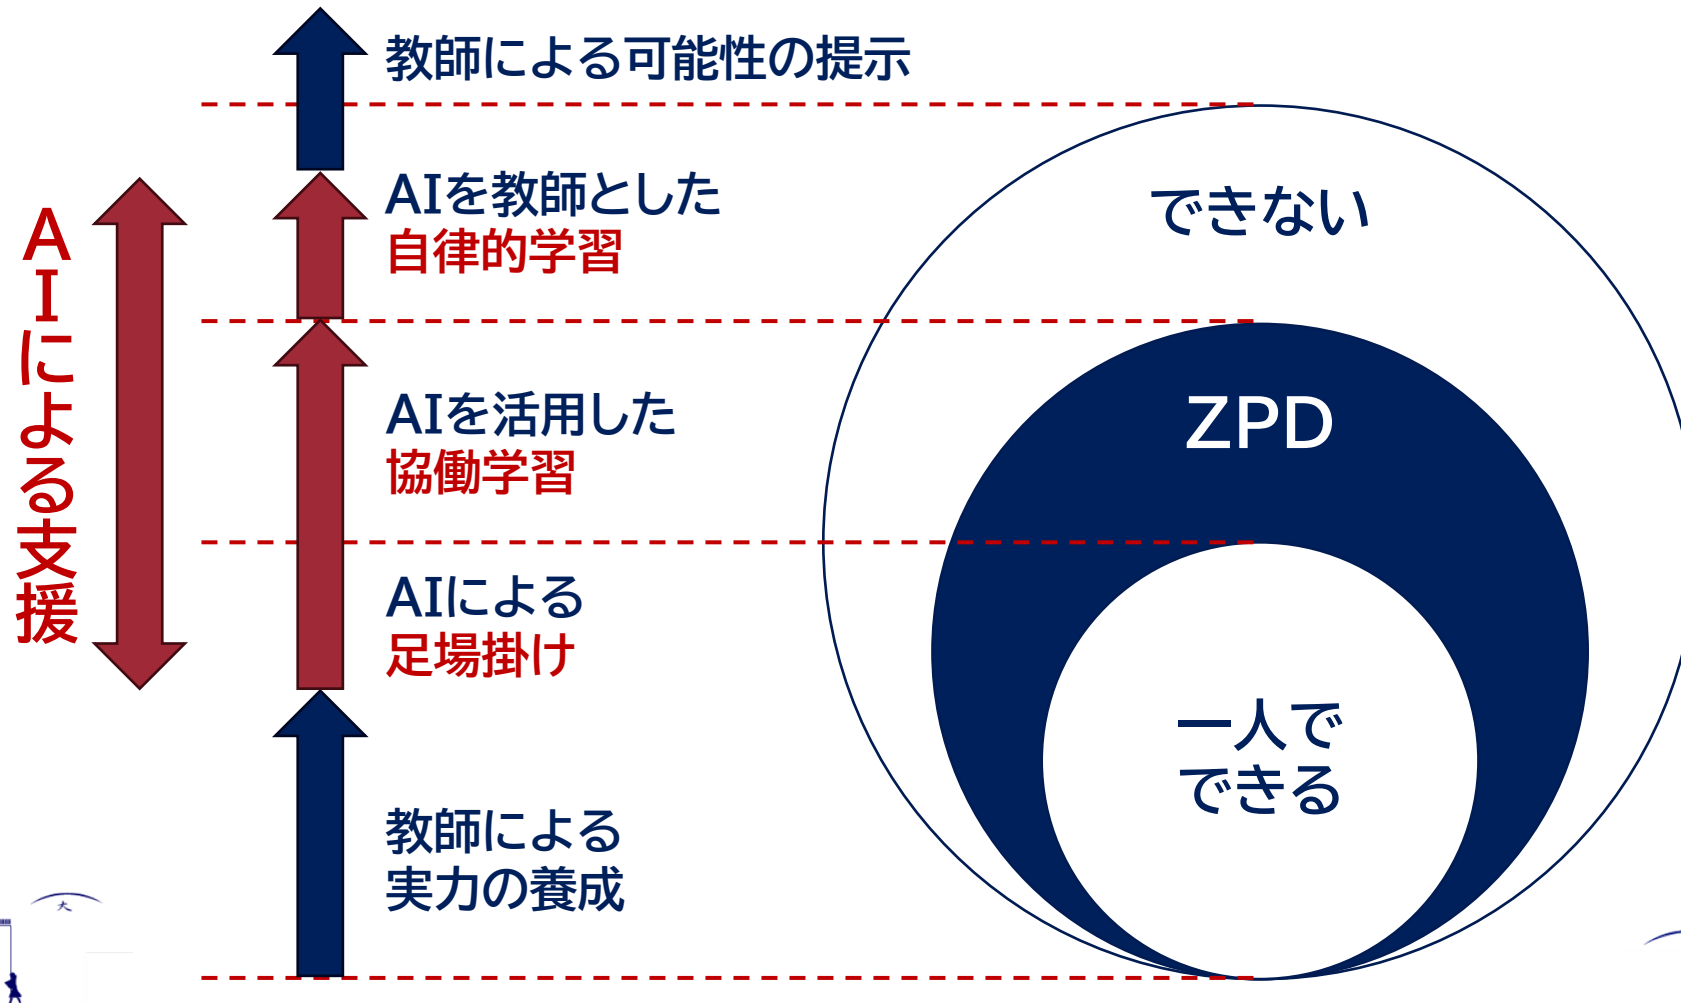 教師による可能性の提示
AIを教師とした
自律的学習
AIによる支援
AIを活用した
協働学習
AIによる
足場掛け
教師による
実力の養成
できない
ZPD
一人で
できる
大